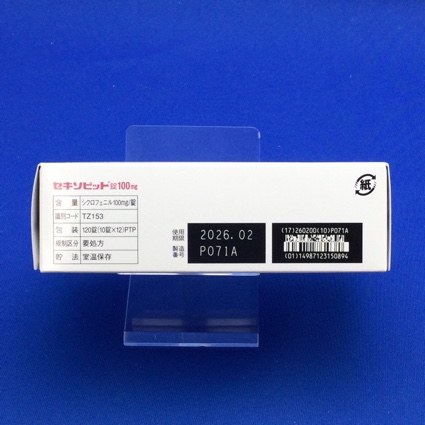 セキソビット錠100mg
含量 シクロフェニル100mg/錠
識別コード TZ153
包装 120錠(10錠×12)PTP
規制区分 要処方
貯法 室温保存
使用期限 2026.02
製造番号 P071A
(17)260200(10)P071A
(01)14987123150894
紙